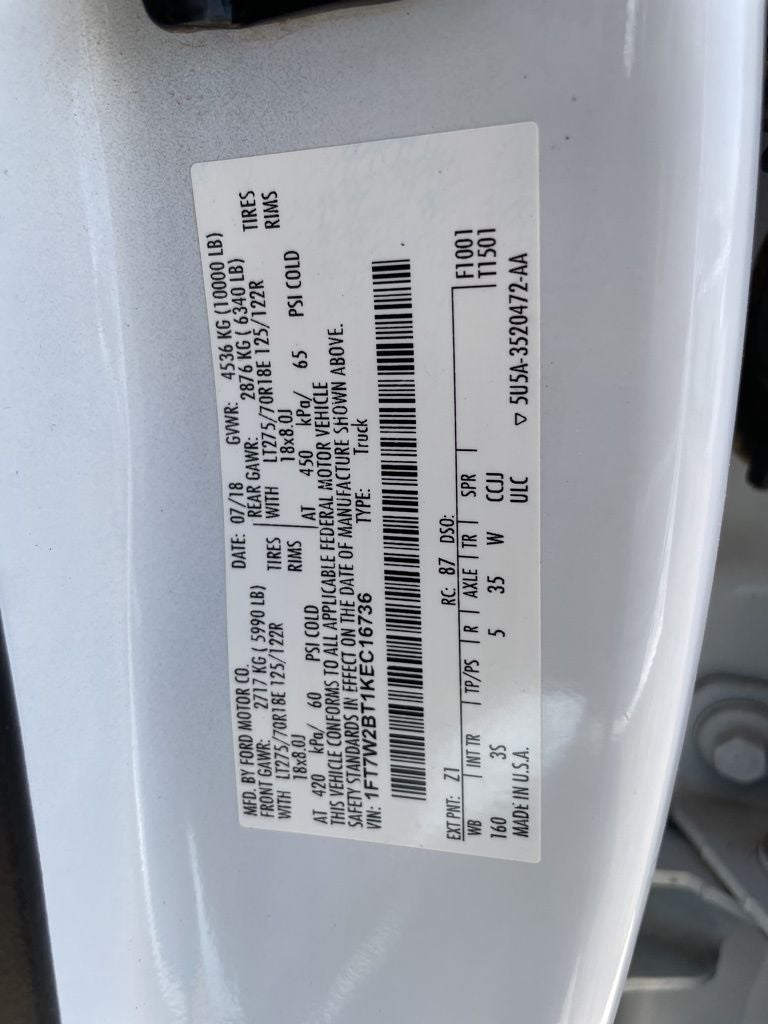 MFD. BY FORD MOTOR CO. DATE: 07/18 GVWR: 4536 KG (10000 LB)
FRONT GAWR: 2717 KG ( 5990 LB) REAR GAWR: 2876 KG ( 6340 LB)
WITH LT275/70R18E 125/122R TIRES WITH LT275/70R18E 125/122R TIRES
18x8.0J RIMS 18x8.0J RIMS
AT 420 kPa/ 60 PSI COLD AT 450 kPa/ 65 PSI COLD
THIS VEHICLE CONFORMS TO ALL APPLICABLE FEDERAL MOTOR VEHICLE
SAFETY STANDARDS IN EFFECT ON THE DATE OF MANUFACTURE SHOWN ABOVE.
VIN: 1FT7W2BT1KEC16736 TYPE: Truck
EXT PNT: Z1 RC: 87 DSO: F1001
WB INT TR TP/PS R AXLE TR SPR T1501
160 3S 5 35 W CCJJ
MADE IN U.S.A. ULC ▽ 5U5A-3520472-AA